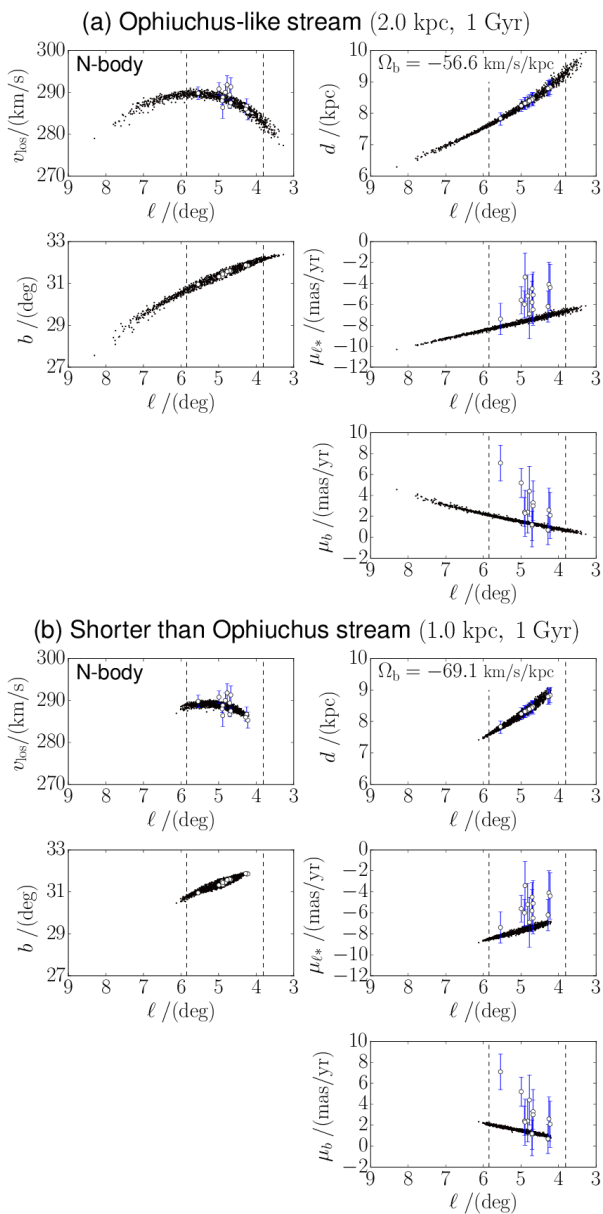 (a) Ophiuchus-like stream (2.0 kpc, 1 Gyr)
300
290
280
270
v_los/(km/s)
N-body
9 8 7 6 5 4 3
ℓ /(deg)
10
9
8
7
6
d /(kpc)
Ω_b = −56.6 km/s/kpc
9 8 7 6 5 4 3
ℓ /(deg)
33
31
29
27
b /(deg)
9 8 7 6 5 4 3
ℓ /(deg)
0
−2
−4
−6
−8
−10
−12
μ_ℓ* /(mas/yr)
9 8 7 6 5 4 3
ℓ /(deg)
10
8
6
4
2
0
−2
μ_b /(mas/yr)
9 8 7 6 5 4 3
ℓ /(deg)
(b) Shorter than Ophiuchus stream (1.0 kpc, 1 Gyr)
300
290
280
270
v_los/(km/s)
N-body
9 8 7 6 5 4 3
ℓ /(deg)
10
9
8
7
6
d /(kpc)
Ω_b = −69.1 km/s/kpc
9 8 7 6 5 4 3
ℓ /(deg)
33
31
29
27
b /(deg)
9 8 7 6 5 4 3
ℓ /(deg)
0
−2
−4
−6
−8
−10
−12
μ_ℓ* /(mas/yr)
9 8 7 6 5 4 3
ℓ /(deg)
10
8
6
4
2
0
−2
μ_b /(mas/yr)
9 8 7 6 5 4 3
ℓ /(deg)